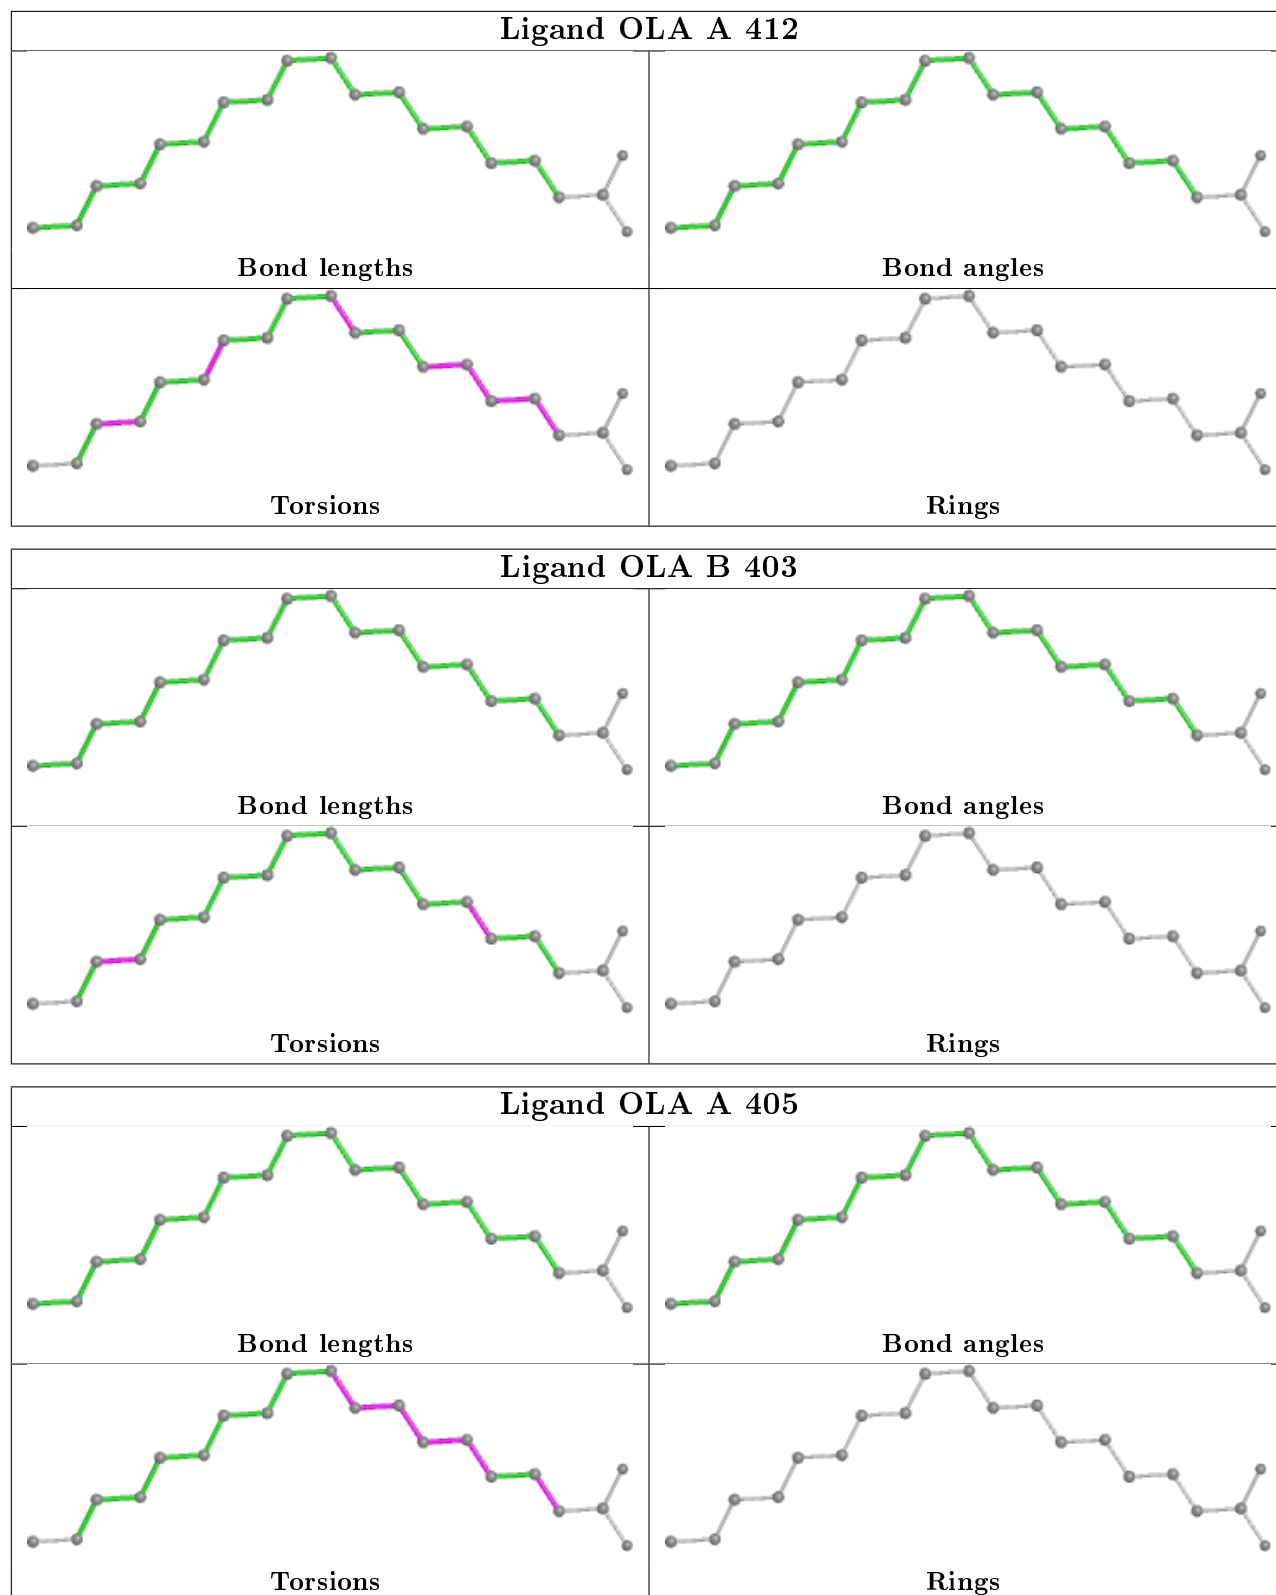 Ligand OLA A 412
Bond lengths
Bond angles
Torsions
Rings
Ligand OLA B 403
Bond lengths
Bond angles
Torsions
Rings
Ligand OLA A 405
Bond lengths
Bond angles
Torsions
Rings